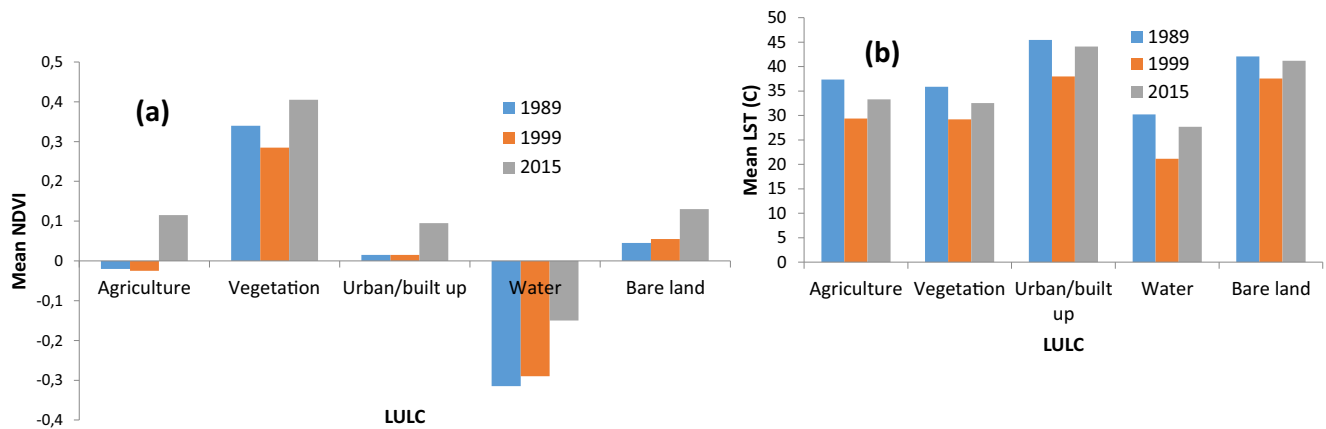 (a)
Mean NDVI
0,5
0,4
0,3
0,2
0,1
0
-0,1
-0,2
-0,3
-0,4
1989
1999
2015
Agriculture
Vegetation
Urban/built up
Water
Bare land
LULC
(b)
Mean LST (C)
50
45
40
35
30
25
20
15
10
5
0
1989
1999
2015
Agriculture
Vegetation
Urban/built
up
Water
Bare land
LULC